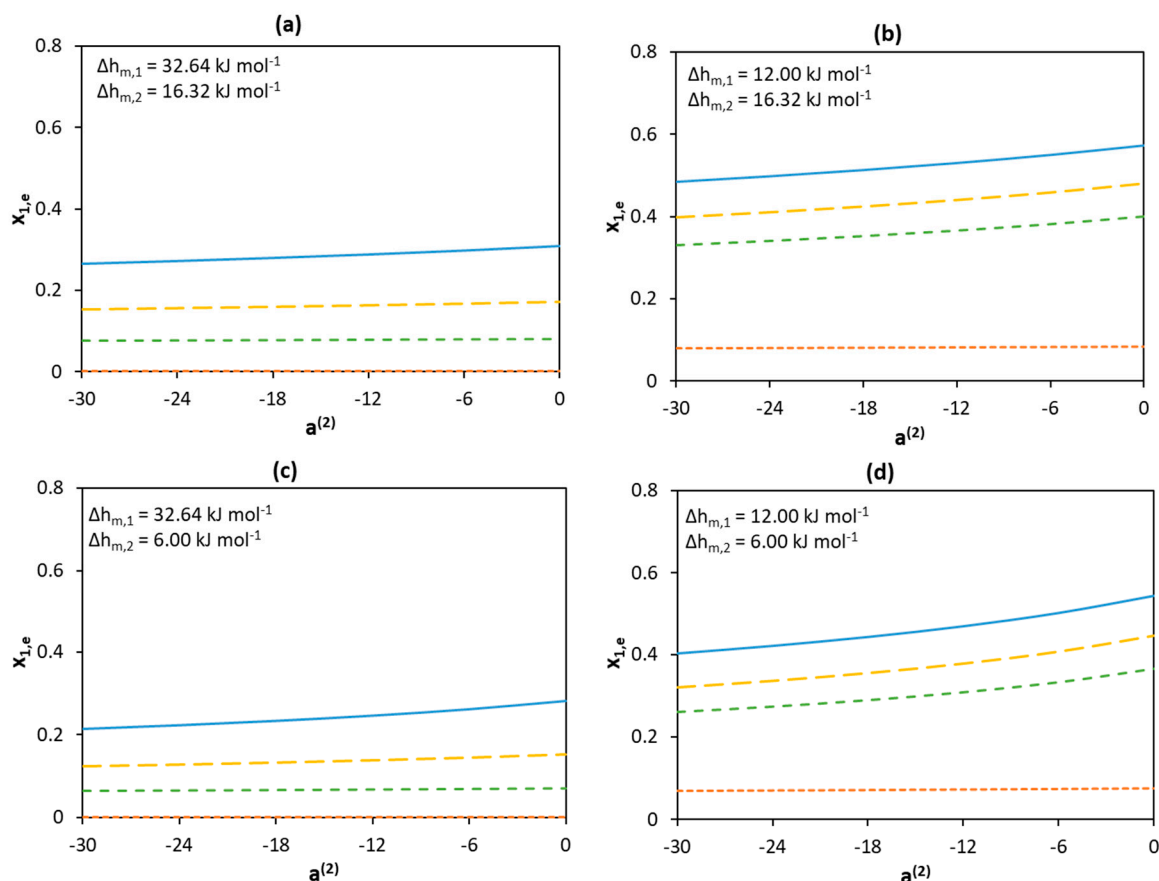 (a)
Δhm,1 = 32.64 kJ mol-1
Δhm,2 = 16.32 kJ mol-1
0.8
0.6
0.4
0.2
0
x1,e
-30 -24 -18 -12 -6 0
a(2)
(b)
Δhm,1 = 12.00 kJ mol-1
Δhm,2 = 16.32 kJ mol-1
0.8
0.6
0.4
0.2
0
x1,e
-30 -24 -18 -12 -6 0
a(2)
(c)
Δhm,1 = 32.64 kJ mol-1
Δhm,2 = 6.00 kJ mol-1
0.8
0.6
0.4
0.2
0
x1,e
-30 -24 -18 -12 -6 0
a(2)
(d)
Δhm,1 = 12.00 kJ mol-1
Δhm,2 = 6.00 kJ mol-1
0.8
0.6
0.4
0.2
0
x1,e
-30 -24 -18 -12 -6 0
a(2)